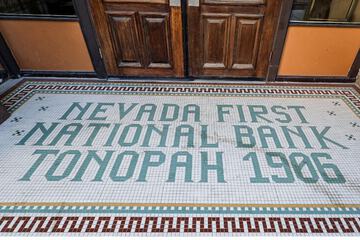 NEVADA FIRST
NATIONAL BANK
TONOPAH 1906